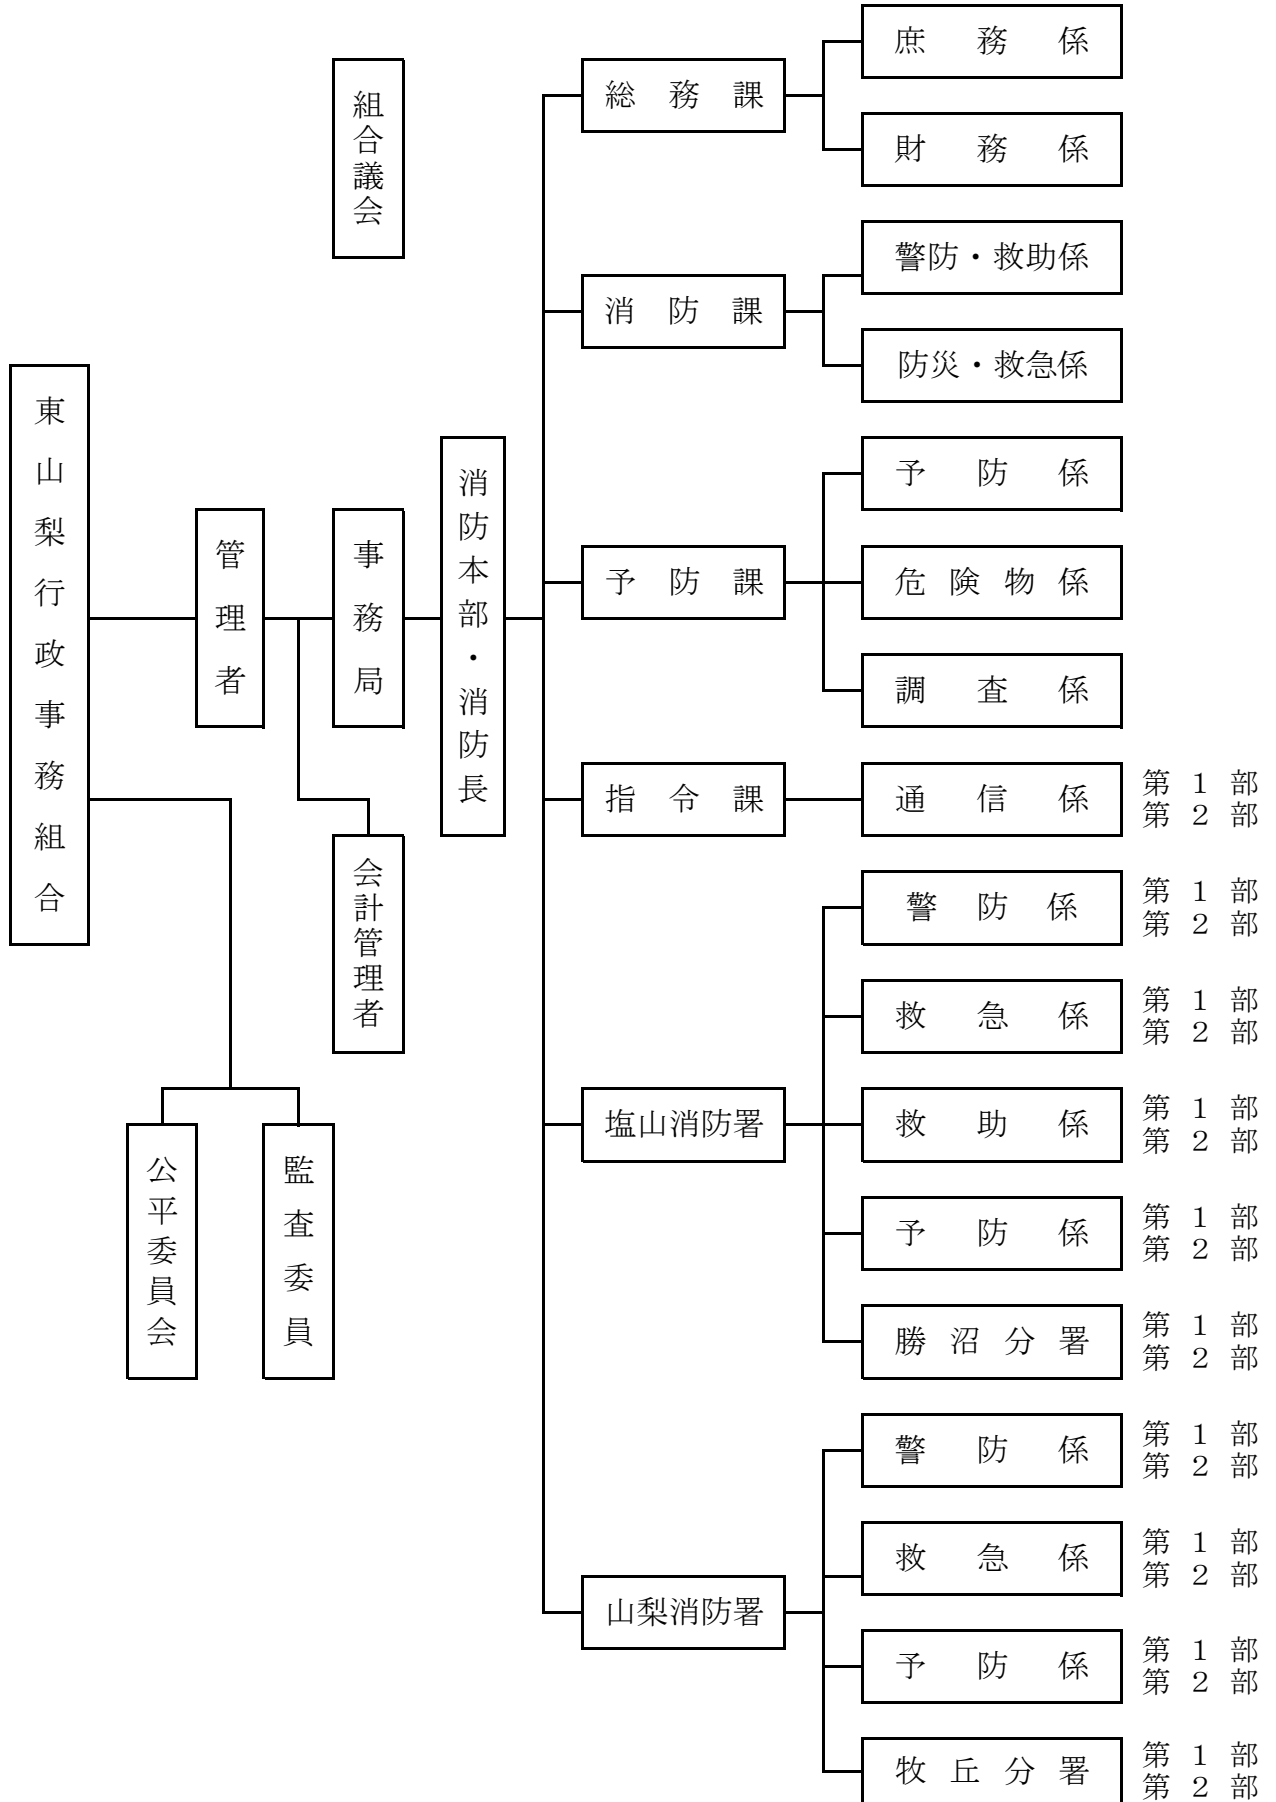 東山梨行政事務組合
管理者
公平委員会
監査委員
組合議会
事務局
会計管理者
消防本部・消防長
総務課
庶務係
財務係
消防課
警防・救助係
防災・救急係
予防課
予防係
危険物係
調査係
指令課
通信係
第１部
第２部
塩山消防署
警防係
第１部
第２部
救急係
第１部
第２部
救助係
第１部
第２部
予防係
第１部
第２部
勝沼分署
第１部
第２部
山梨消防署
警防係
第１部
第２部
救急係
第１部
第２部
予防係
第１部
第２部
牧丘分署
第１部
第２部